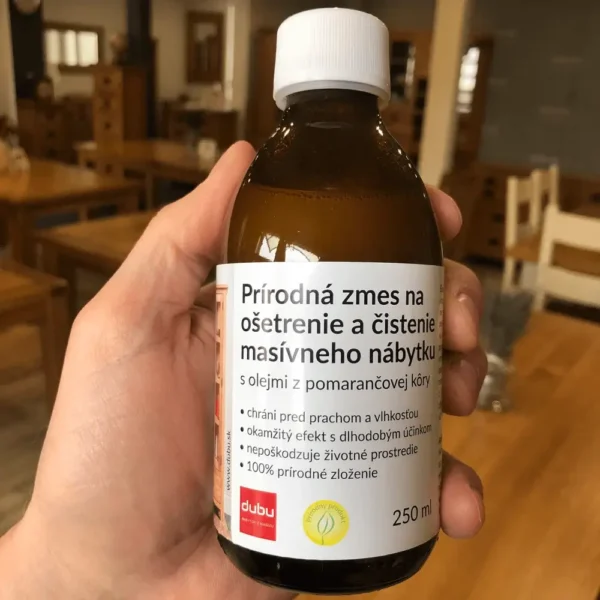 Prírodná zmes na
ošetrenie a čistenie
masívneho nábytku
s olejmi z pomarančovej kôry
• chráni pred prachom a vlhkosťou
• okamžitý efekt s dlhodobým účinkom
• nepoškodzuje životné prostredie
• 100% prírodné zloženie
www.dubu.sk
dubu
250 ml